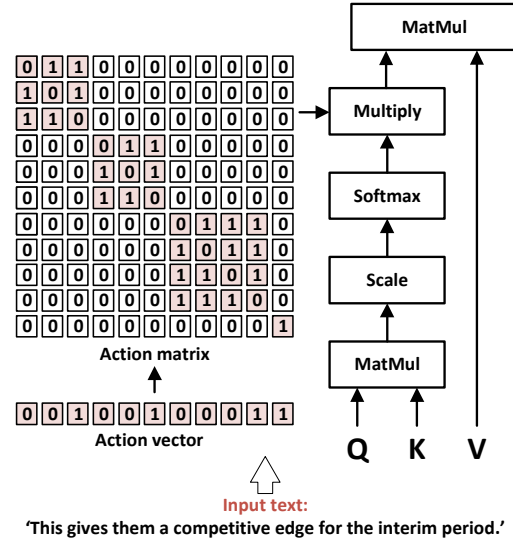 MatMul
0 1 1 0 0 0 0 0 0 0 0
1 0 1 0 0 0 0 0 0 0 0
1 1 0 0 0 0 0 0 0 0 0
Multiply
0 0 0 0 1 1 0 0 0 0 0
0 0 0 1 0 1 0 0 0 0 0
0 0 0 1 1 0 0 0 0 0 0
Softmax
0 0 0 0 0 0 0 1 1 1 0
0 0 0 0 0 0 1 0 1 1 0
0 0 0 0 0 0 1 1 0 1 0
0 0 0 0 0 0 1 1 1 0 0
Scale
0 0 0 0 0 0 0 0 0 0 1
Action matrix
MatMul
0 0 1 0 0 1 0 0 0 1 1
Action vector
Q K V
Input text:
‘This gives them a competitive edge for the interim period.’